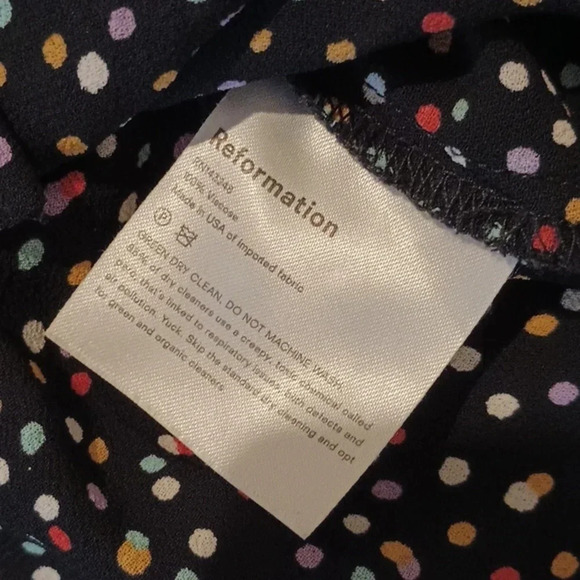 Reformation
RN143248
100% Viscose
Made in USA of imported fabric
GREEN DRY CLEAN. DO NOT MACHINE WASH.
85% of dry cleaners use a creepy, toxic chemical called
perc, that's linked to respiratory issues, birth defects and
air pollution. Yuck. Skip the standard dry cleaning and opt
for green and organic cleaners.